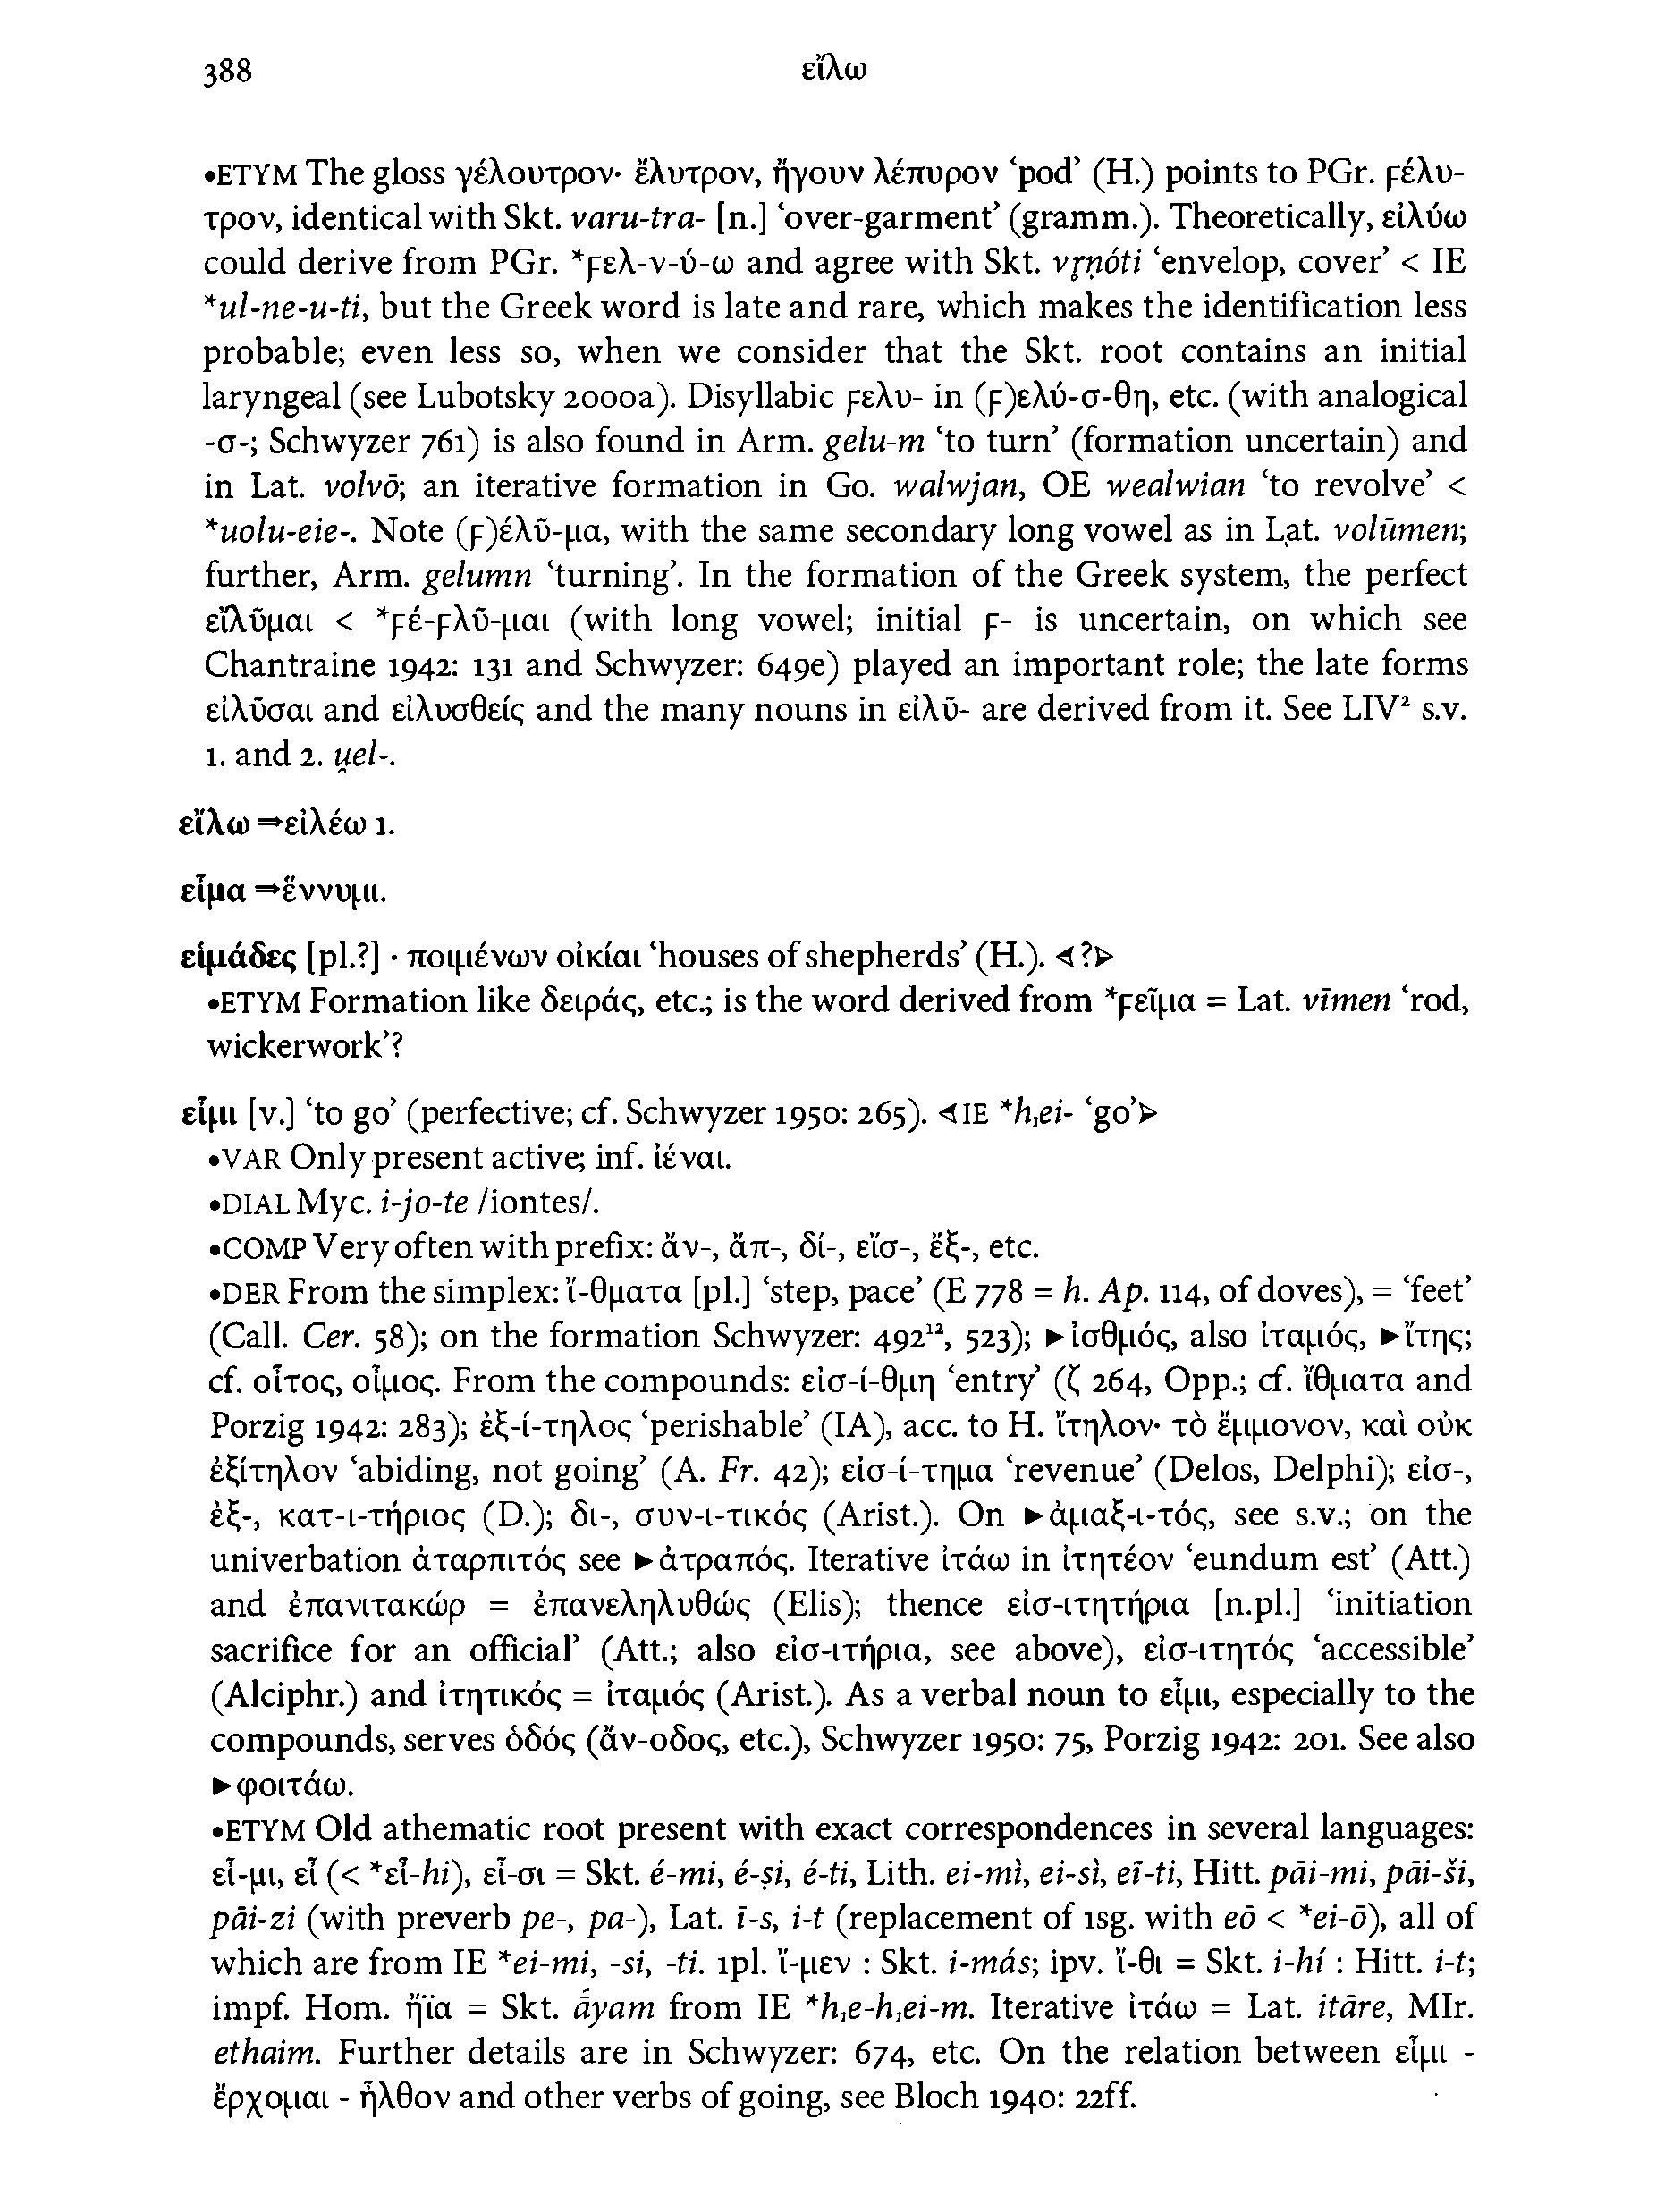 388 εἴλω
•ETYM The gloss γέλουτρον· ἔλυτρον, ἤγουν λέπυρον ‘pod’ (H.) points to PGr. ϝέλυ-
τρον, identical with Skt. varu-tra- [n.] ‘over-garment’ (gramm.). Theoretically, εἰλύω
could derive from PGr. *ϝελ-ν-ύ-ω and agree with Skt. vr̥ṇóti ‘envelop, cover’ < IE
*ul-ne-u-ti, but the Greek word is late and rare, which makes the identification less
probable; even less so, when we consider that the Skt. root contains an initial
laryngeal (see Lubotsky 2000a). Disyllabic ϝελυ- in (ϝ)ελύ-σ-θη, etc. (with analogical
-σ-; Schwyzer 761) is also found in Arm. gelu-m ‘to turn’ (formation uncertain) and
in Lat. volvō; an iterative formation in Go. walwjan, OE wealwian ‘to revolve’ <
*uolu-eie-. Note (ϝ)έλῡ-μα, with the same secondary long vowel as in Lat. volūmen;
further, Arm. gelumn ‘turning’. In the formation of the Greek system, the perfect
εἴλῡμαι < *ϝέ-ϝλῡ-μαι (with long vowel; initial ϝ- is uncertain, on which see
Chantraine 1942: 131 and Schwyzer: 649e) played an important role; the late forms
εἰλῦσαι and εἰλυσθείς and the many nouns in εἰλῡ- are derived from it. See LIV² s.v.
1. and 2. u̯el-.
εἴλω ⇒εἰλέω 1.
εἷμα ⇒ἕννυμι.
εἱμάδες [pl.?] · ποιμένων οἰκίαι ‘houses of shepherds’ (H.). ⊲?⊳
•ETYM Formation like δειράς, etc.; is the word derived from *ϝεῖμα = Lat. vīmen ‘rod,
wickerwork’?
εἶμι [v.] ‘to go’ (perfective; cf. Schwyzer 1950: 265). ⊲IE *h₁ei- ‘go’⊳
•VAR Only present active; inf. ἰέναι.
•DIAL Myc. i-jo-te /iontes/.
•COMP Very often with prefix: ἄν-, ἄπ-, δί-, εἴσ-, ἔξ-, etc.
•DER From the simplex: ἴ-θματα [pl.] ‘step, pace’ (Ε 778 = h. Ap. 114, of doves), = ‘feet’
(Call. Cer. 58); on the formation Schwyzer: 492¹², 523); ►ἰσθμός, also ἰταμός, ►ἴτης;
cf. οἶτος, οἶμος. From the compounds: εἰσ-ί-θμη ‘entry’ (ζ 264, Opp.; cf. ἴθματα and
Porzig 1942: 283); ἐξ-ί-τηλος ‘perishable’ (IA), acc. to H. ἴτηλον· τὸ ἔμμονον, καὶ οὐκ
ἐξίτηλον ‘abiding, not going’ (A. Fr. 42); εἰσ-ί-τημα ‘revenue’ (Delos, Delphi); εἰσ-,
ἐξ-, κατ-ι-τήριος (D.); δι-, συν-ι-τικός (Arist.). On ►ἁμαξ-ι-τός, see s.v.; on the
univerbation ἀταρπιτός see ►ἀτραπός. Iterative ἰτάω in ἰτητέον ‘eundum est’ (Att.)
and ἐπανιτακώρ = ἐπανεληλυθώς (Elis); thence εἰσ-ιτητήρια [n.pl.] ‘initiation
sacrifice for an official’ (Att.; also εἰσ-ιτήρια, see above), εἰσ-ιτητός ‘accessible’
(Alciphr.) and ἰτητικός = ἰταμός (Arist.). As a verbal noun to εἶμι, especially to the
compounds, serves ὁδός (ἄν-οδος, etc.), Schwyzer 1950: 75, Porzig 1942: 201. See also
►φοιτάω.
•ETYM Old athematic root present with exact correspondences in several languages:
εἶ-μι, εἶ (< *εἶ-hi), εἶ-σι = Skt. é-mi, é-ṣi, é-ti, Lith. ei-mì, ei-sì, eĩ-ti, Hitt. pāi-mi, pāi-ši,
pāi-zi (with preverb pe-, pa-), Lat. ī-s, i-t (replacement of 1sg. with eō < *ei-ō), all of
which are from IE *ei-mi, -si, -ti. 1pl. ἴ-μεν : Skt. i-más; ipv. ἴ-θι = Skt. i-hí : Hitt. i-t;
impf. Hom. ἤϊα = Skt. ā́yam from IE *h₁e-h₁ei-m. Iterative ἰτάω = Lat. itāre, MIr.
ethaim. Further details are in Schwyzer: 674, etc. On the relation between εἶμι -
ἔρχομαι - ἦλθον and other verbs of going, see Bloch 1940: 22ff.